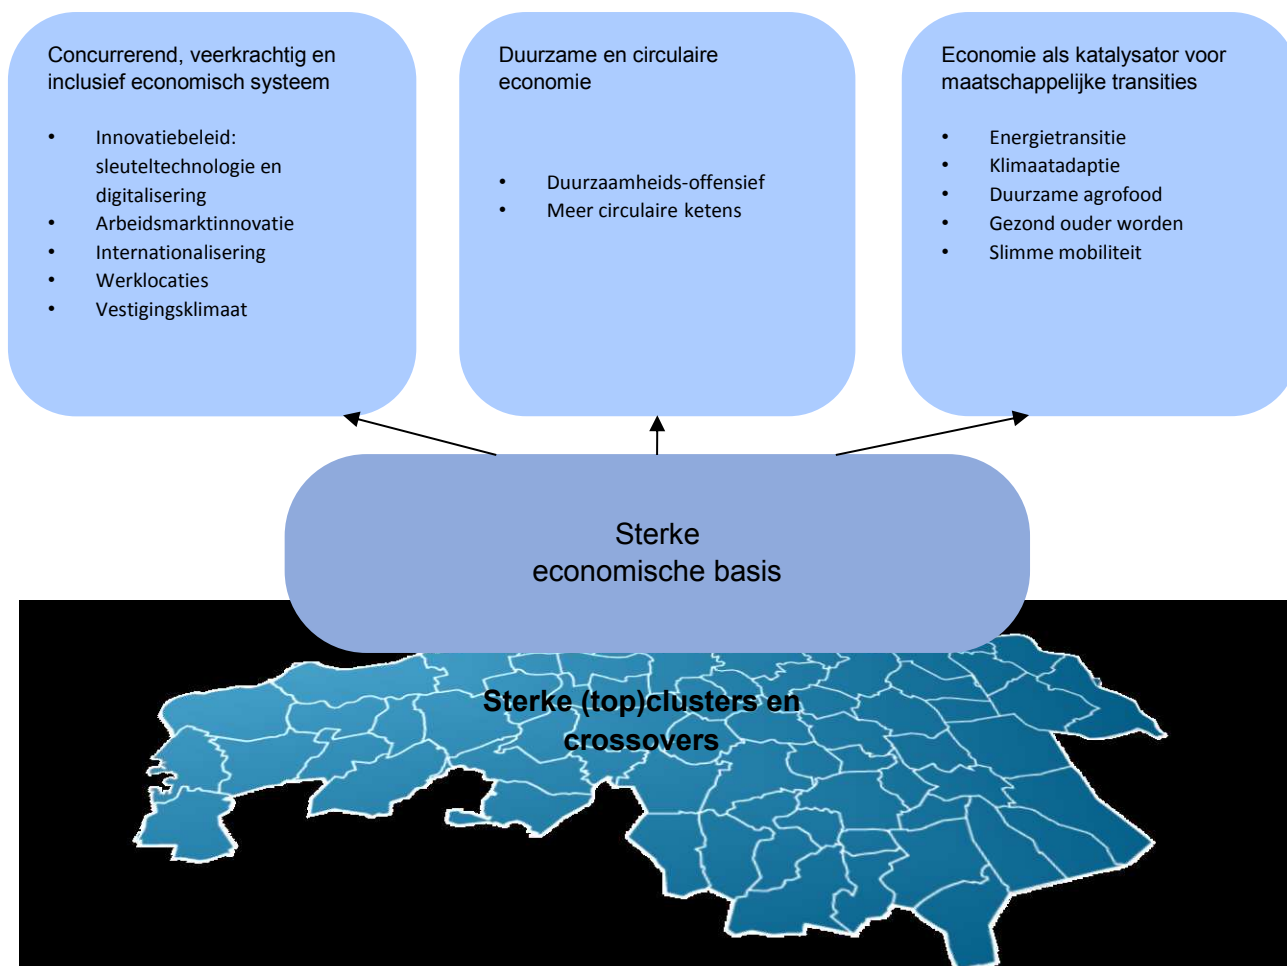 Concurrerend, veerkrachtig en
inclusief economisch systeem
• Innovatiebeleid:
sleuteltechnologie en
digitalisering
• Arbeidsmarktinnovatie
• Internationalisering
• Werklocaties
• Vestigingsklimaat
Duurzame en circulaire
economie
• Duurzaamheids-offensief
• Meer circulaire ketens
Economie als katalysator voor
maatschappelijke transities
• Energietransitie
• Klimaatadaptie
• Duurzame agrofood
• Gezond ouder worden
• Slimme mobiliteit
Sterke
economische basis
Sterke (top)clusters en
crossovers